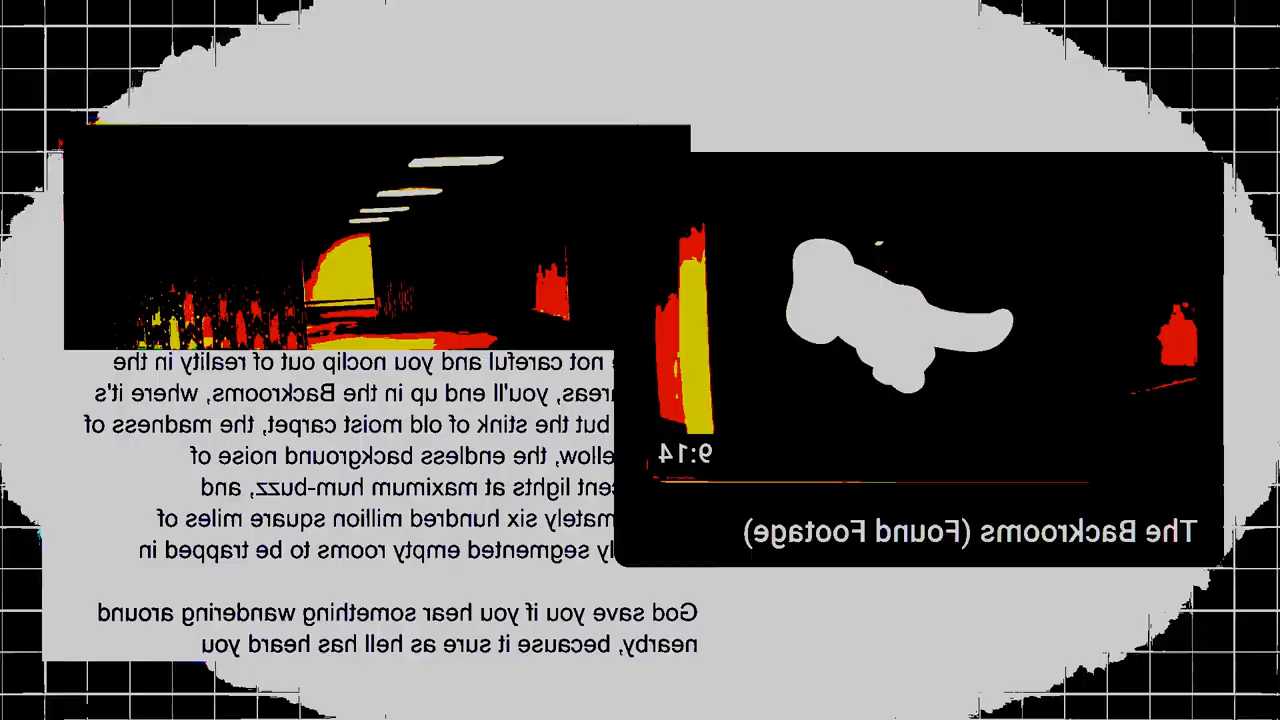 not careful and you noclip out of reality in the
areas, you'll end up in the Backrooms, where it's
but the stink of old moist carpet, the madness of
ellow, the endless background noise of
cent lights at maximum hum-buzz, and
mately six hundred million square miles of
ly segmented empty rooms to be trapped in
God save you if you hear something wandering around
nearby, because it sure as hell has heard you
9:14
The Backrooms (Found Footage)